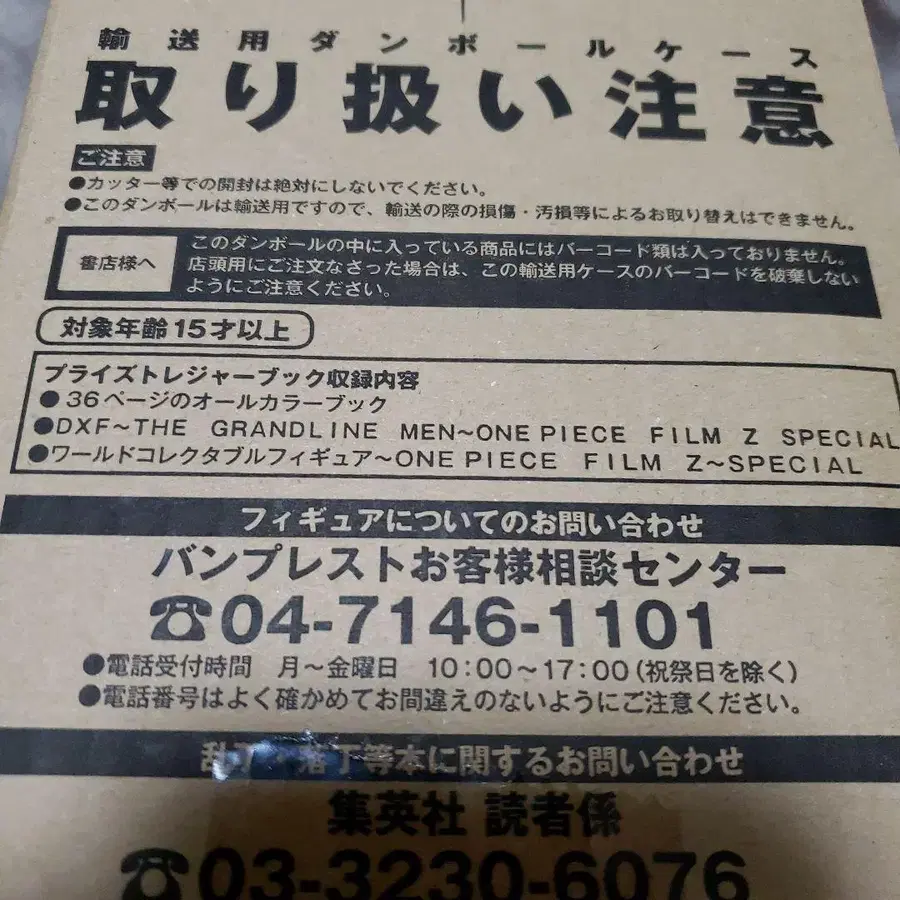 輸送用ダンボールケース
取り扱い注意
ご注意
●カッター等での開封は絶対にしないでください。
●このダンボールは輸送用ですので、輸送の際の損傷・汚損等によるお取り替えはできません。
書店様へ
このダンボールの中に入っている商品にはバーコード類は入っておりません。
店頭用にご注文なさった場合は、この輸送用ケースのバーコードを破棄しない
ようにご注意ください。
対象年齢15才以上
プライズトレジャーブック収録内容
●36ページのオールカラーブック
●DXF~THE GRANDLINE MEN~ONE PIECE FILM Z SPECIAL
●ワールドコレクタブルフィギュア~ONE PIECE FILM Z~SPECIAL
フィギュアについてのお問い合わせ
バンプレストお客様相談センター
☎04-7146-1101
●電話受付時間 月~金曜日 10:00~17:00(祝祭日を除く)
●電話番号はよく確かめてお間違えのないようにご注意ください。
乱丁・落丁等本に関するお問い合わせ
集英社 読者係
☎03-3230-6076